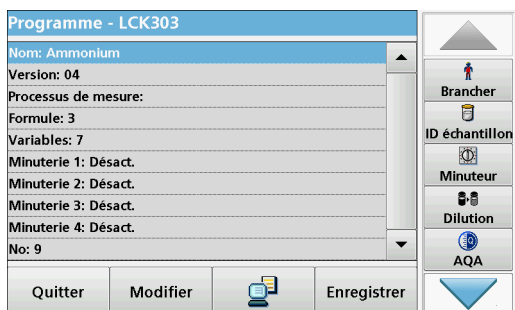 Programme - LCK303
Nom: Ammonium
Version: 04
Processus de mesure:
Formule: 3
Variables: 7
Minuterie 1: Désact.
Minuterie 2: Désact.
Minuterie 3: Désact.
Minuterie 4: Désact.
No: 9
Quitter
Modifier
Enregistrer
Brancher
ID échantillon
Minuteur
Dilution
AQA